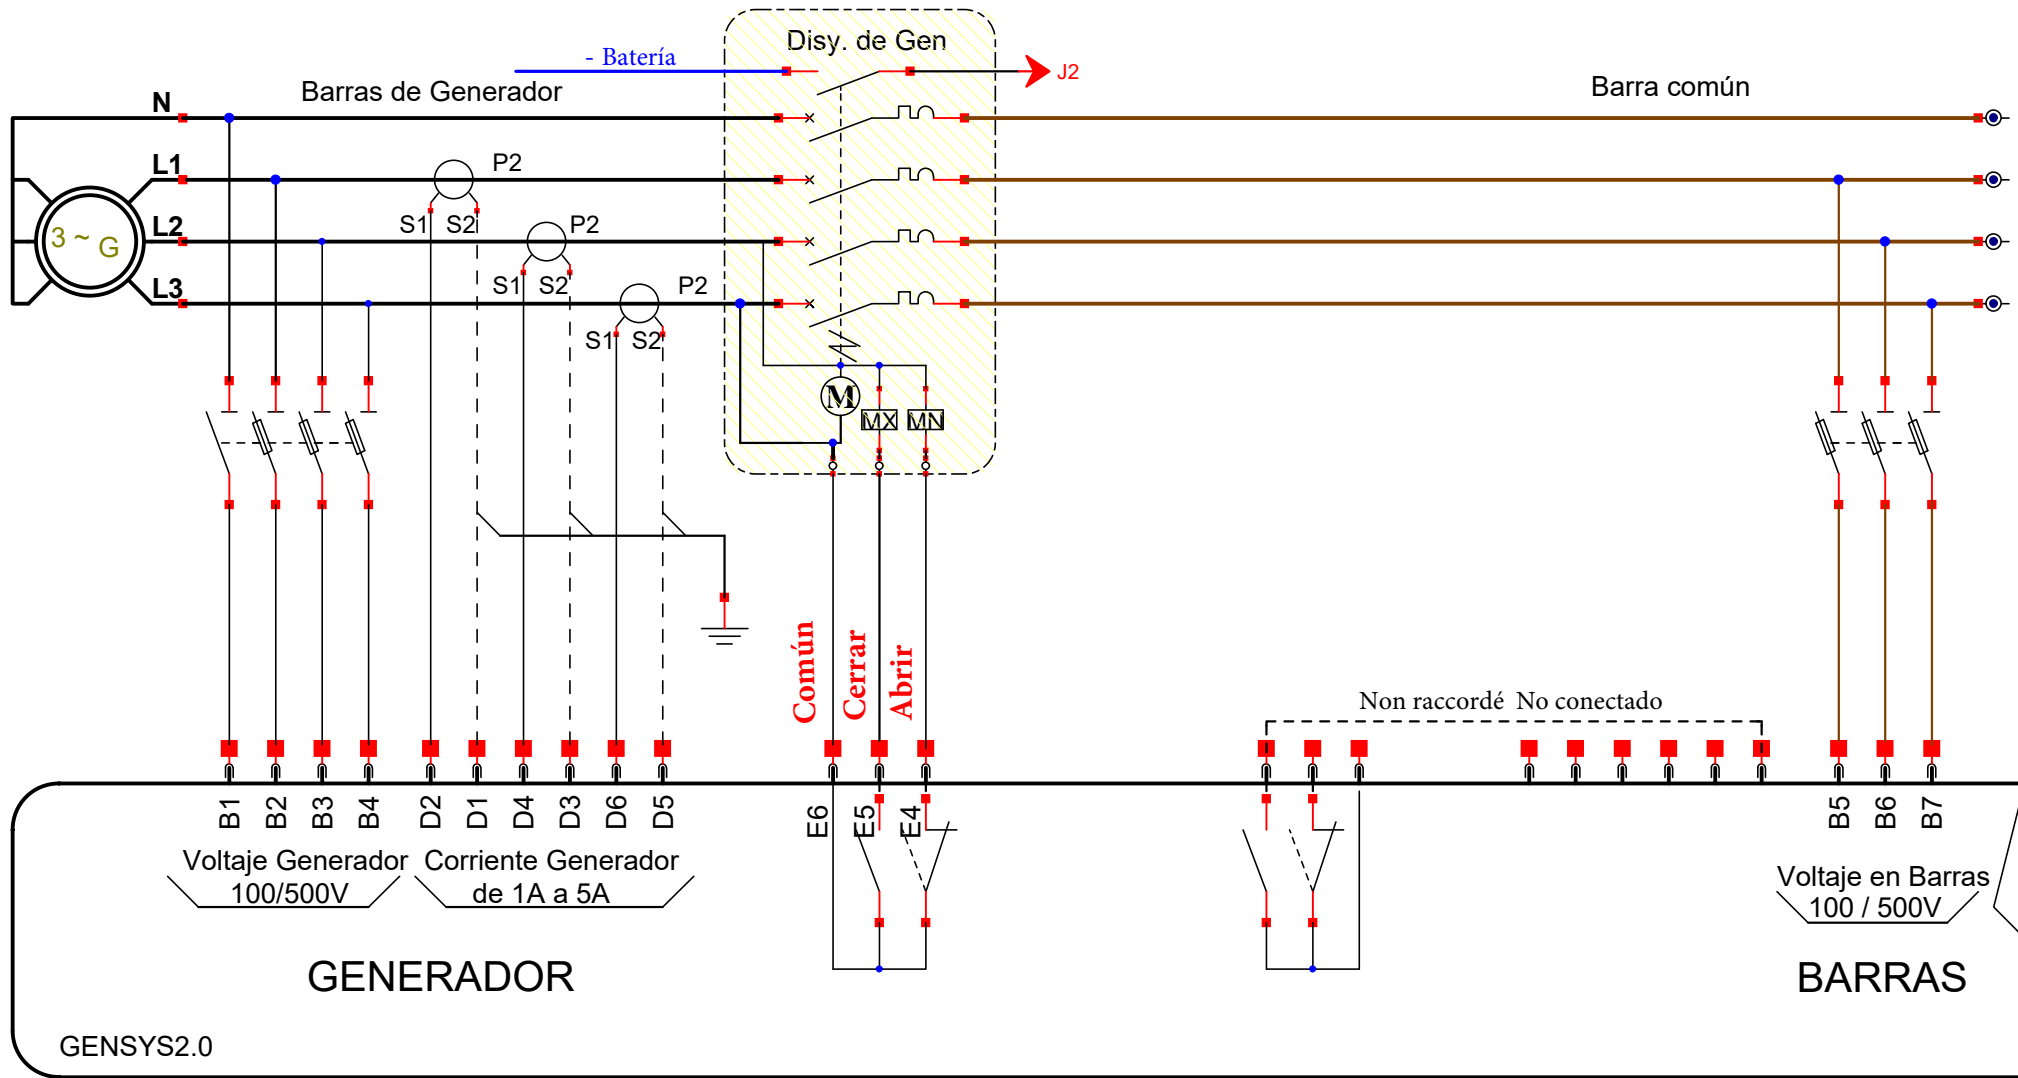 Disy. de Gen
- Batería
J2
Barras de Generador
Barra común
N
L1
P2
S1 S2
L2
P2
S1 S2
L3
P2
S1 S2
3 ~ G
M
MX
MN
Común
Cerrar
Abrir
Non raccordé No conectado
B1 B2 B3 B4 D2 D1 D4 D3 D6 D5 E6 E5 E4 B5 B6 B7
Voltaje Generador
100/500V
Corriente Generador
de 1A a 5A
Voltaje en Barras
100 / 500V
GENERADOR
BARRAS
GENSYS2.0